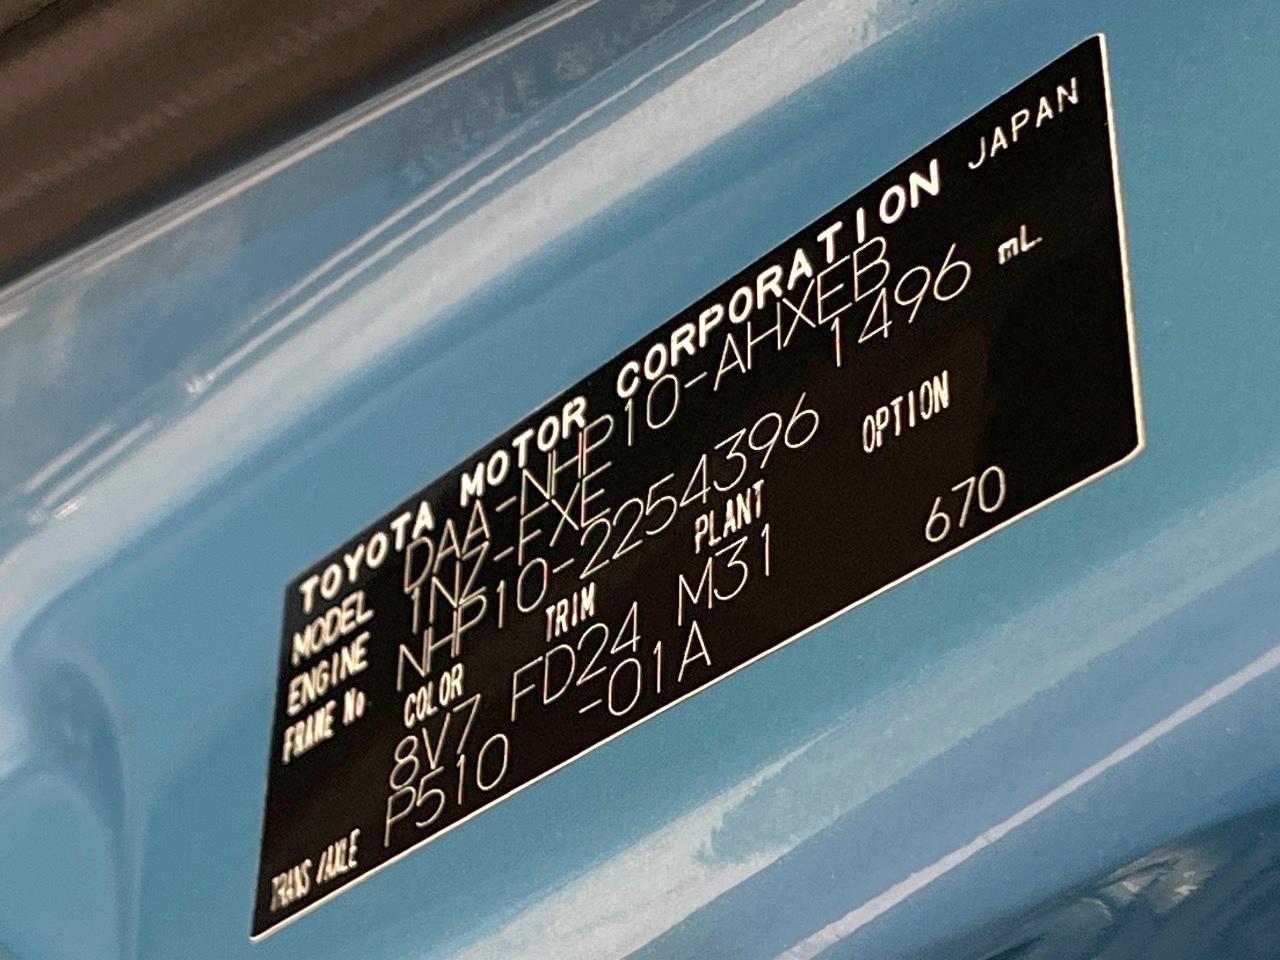 TOYOTA MOTOR CORPORATION JAPAN
MODEL DAA-NHP10-AHXEB
ENGINE 1NZ-FXE 1496 mL
FRAME No. NHP10-2254396
COLOR TRIM PLANT OPTION
8V7 FD24 M31 670
TRANS/AXLE P510 -01A